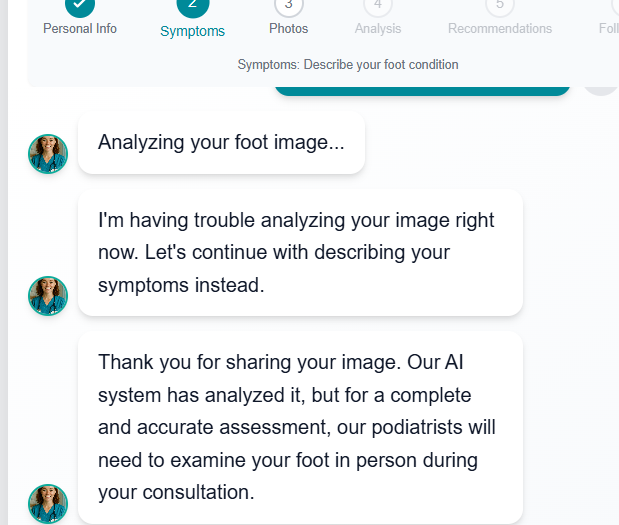 2
3
4
5
Personal Info
Symptoms
Photos
Analysis
Recommendations
Symptoms: Describe your foot condition
Analyzing your foot image...
I'm having trouble analyzing your image right
now. Let's continue with describing your
symptoms instead.
Thank you for sharing your image. Our AI
system has analyzed it, but for a complete
and accurate assessment, our podiatrists will
need to examine your foot in person during
your consultation.